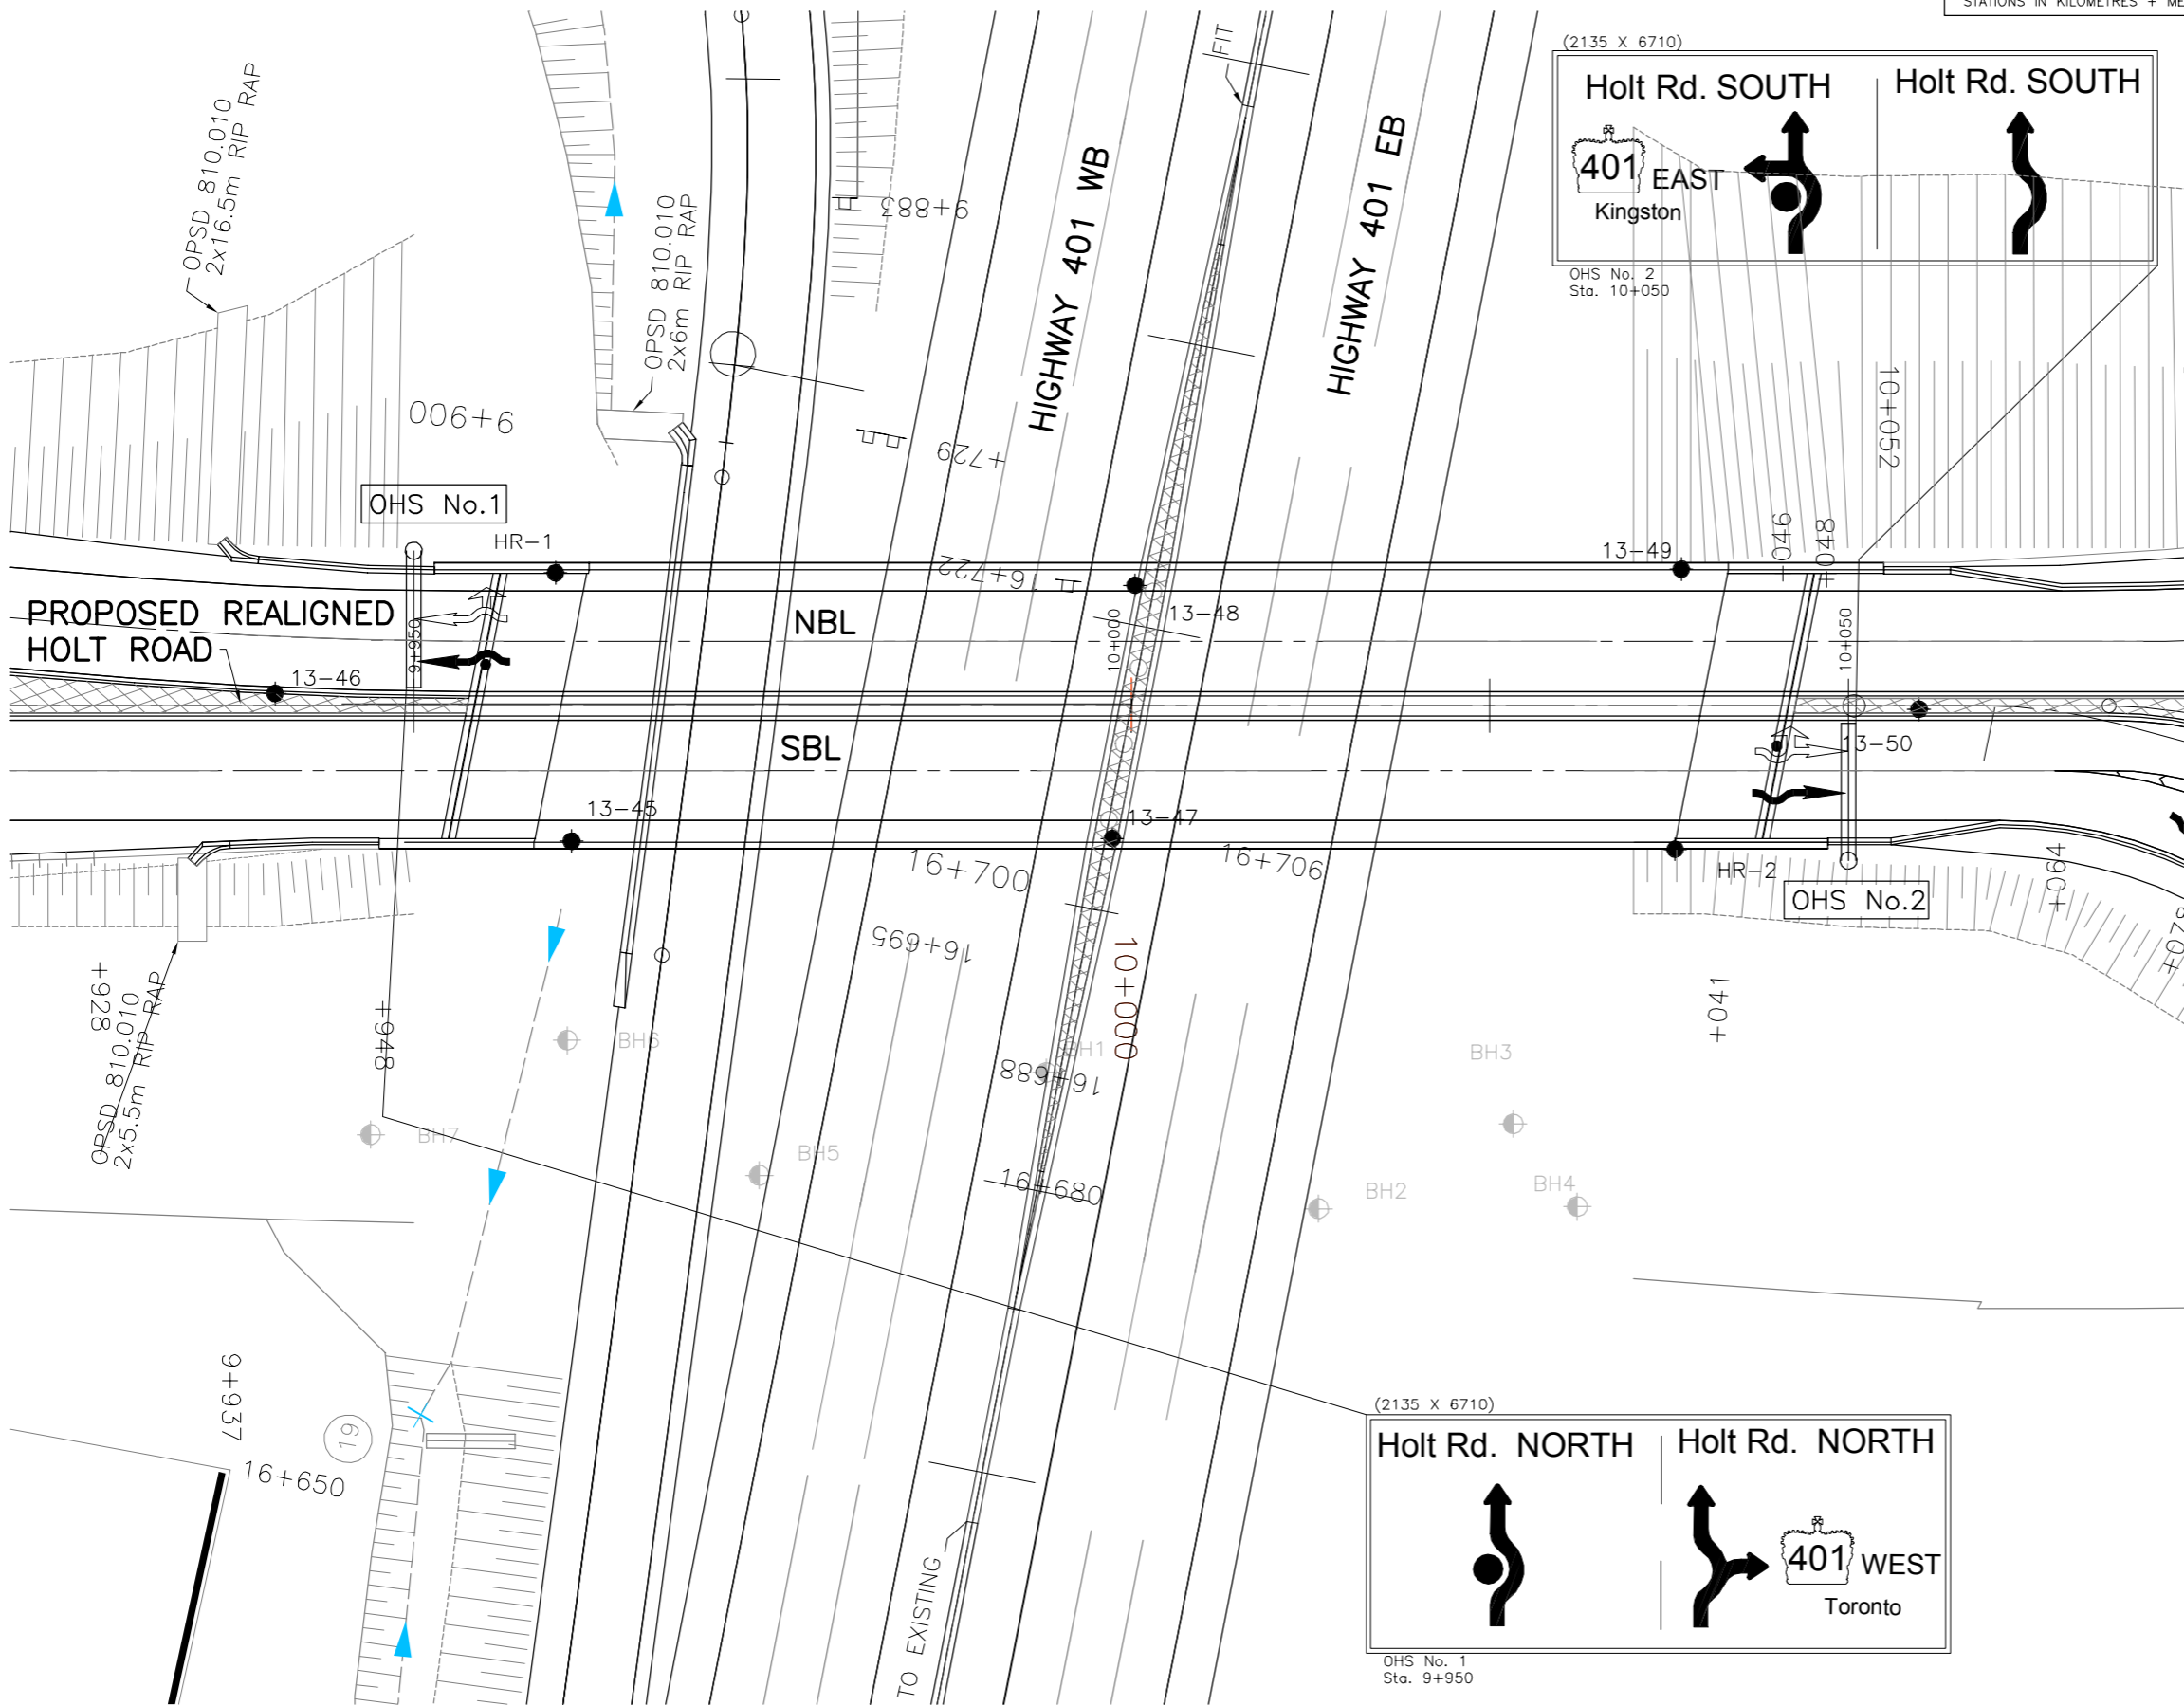 STATIONS IN KILOMETRES + ME
(2135 X 6710)
Holt Rd. SOUTH
Holt Rd. SOUTH
401
EAST
Kingston
OHS No. 2
Sta. 10+050
OPSD 810.010
2x16.5m RIP RAP
OPSD 810.010
2x6m RIP RAP
FIT
HIGHWAY 401 WB
HIGHWAY 401 EB
9+883
9+900
+729
10+052
OHS No.1
HR-1
16+722
13-49
+046
+048
PROPOSED REALIGNED
HOLT ROAD
9+950
NBL
13-48
10+000
10+050
13-46
SBL
13-50
13-45
13-47
16+700
16+706
HR-2
OHS No.2
+064
+078
16+695
10+000
+928
OPSD 810.010
2x5.5m RIP RAP
+948
+041
BH6
BH1
BH3
16+688
BH7
BH5
16+680
BH2
BH4
9+937
19
16+650
TO EXISTING
(2135 X 6710)
Holt Rd. NORTH
Holt Rd. NORTH
401
WEST
Toronto
OHS No. 1
Sta. 9+950